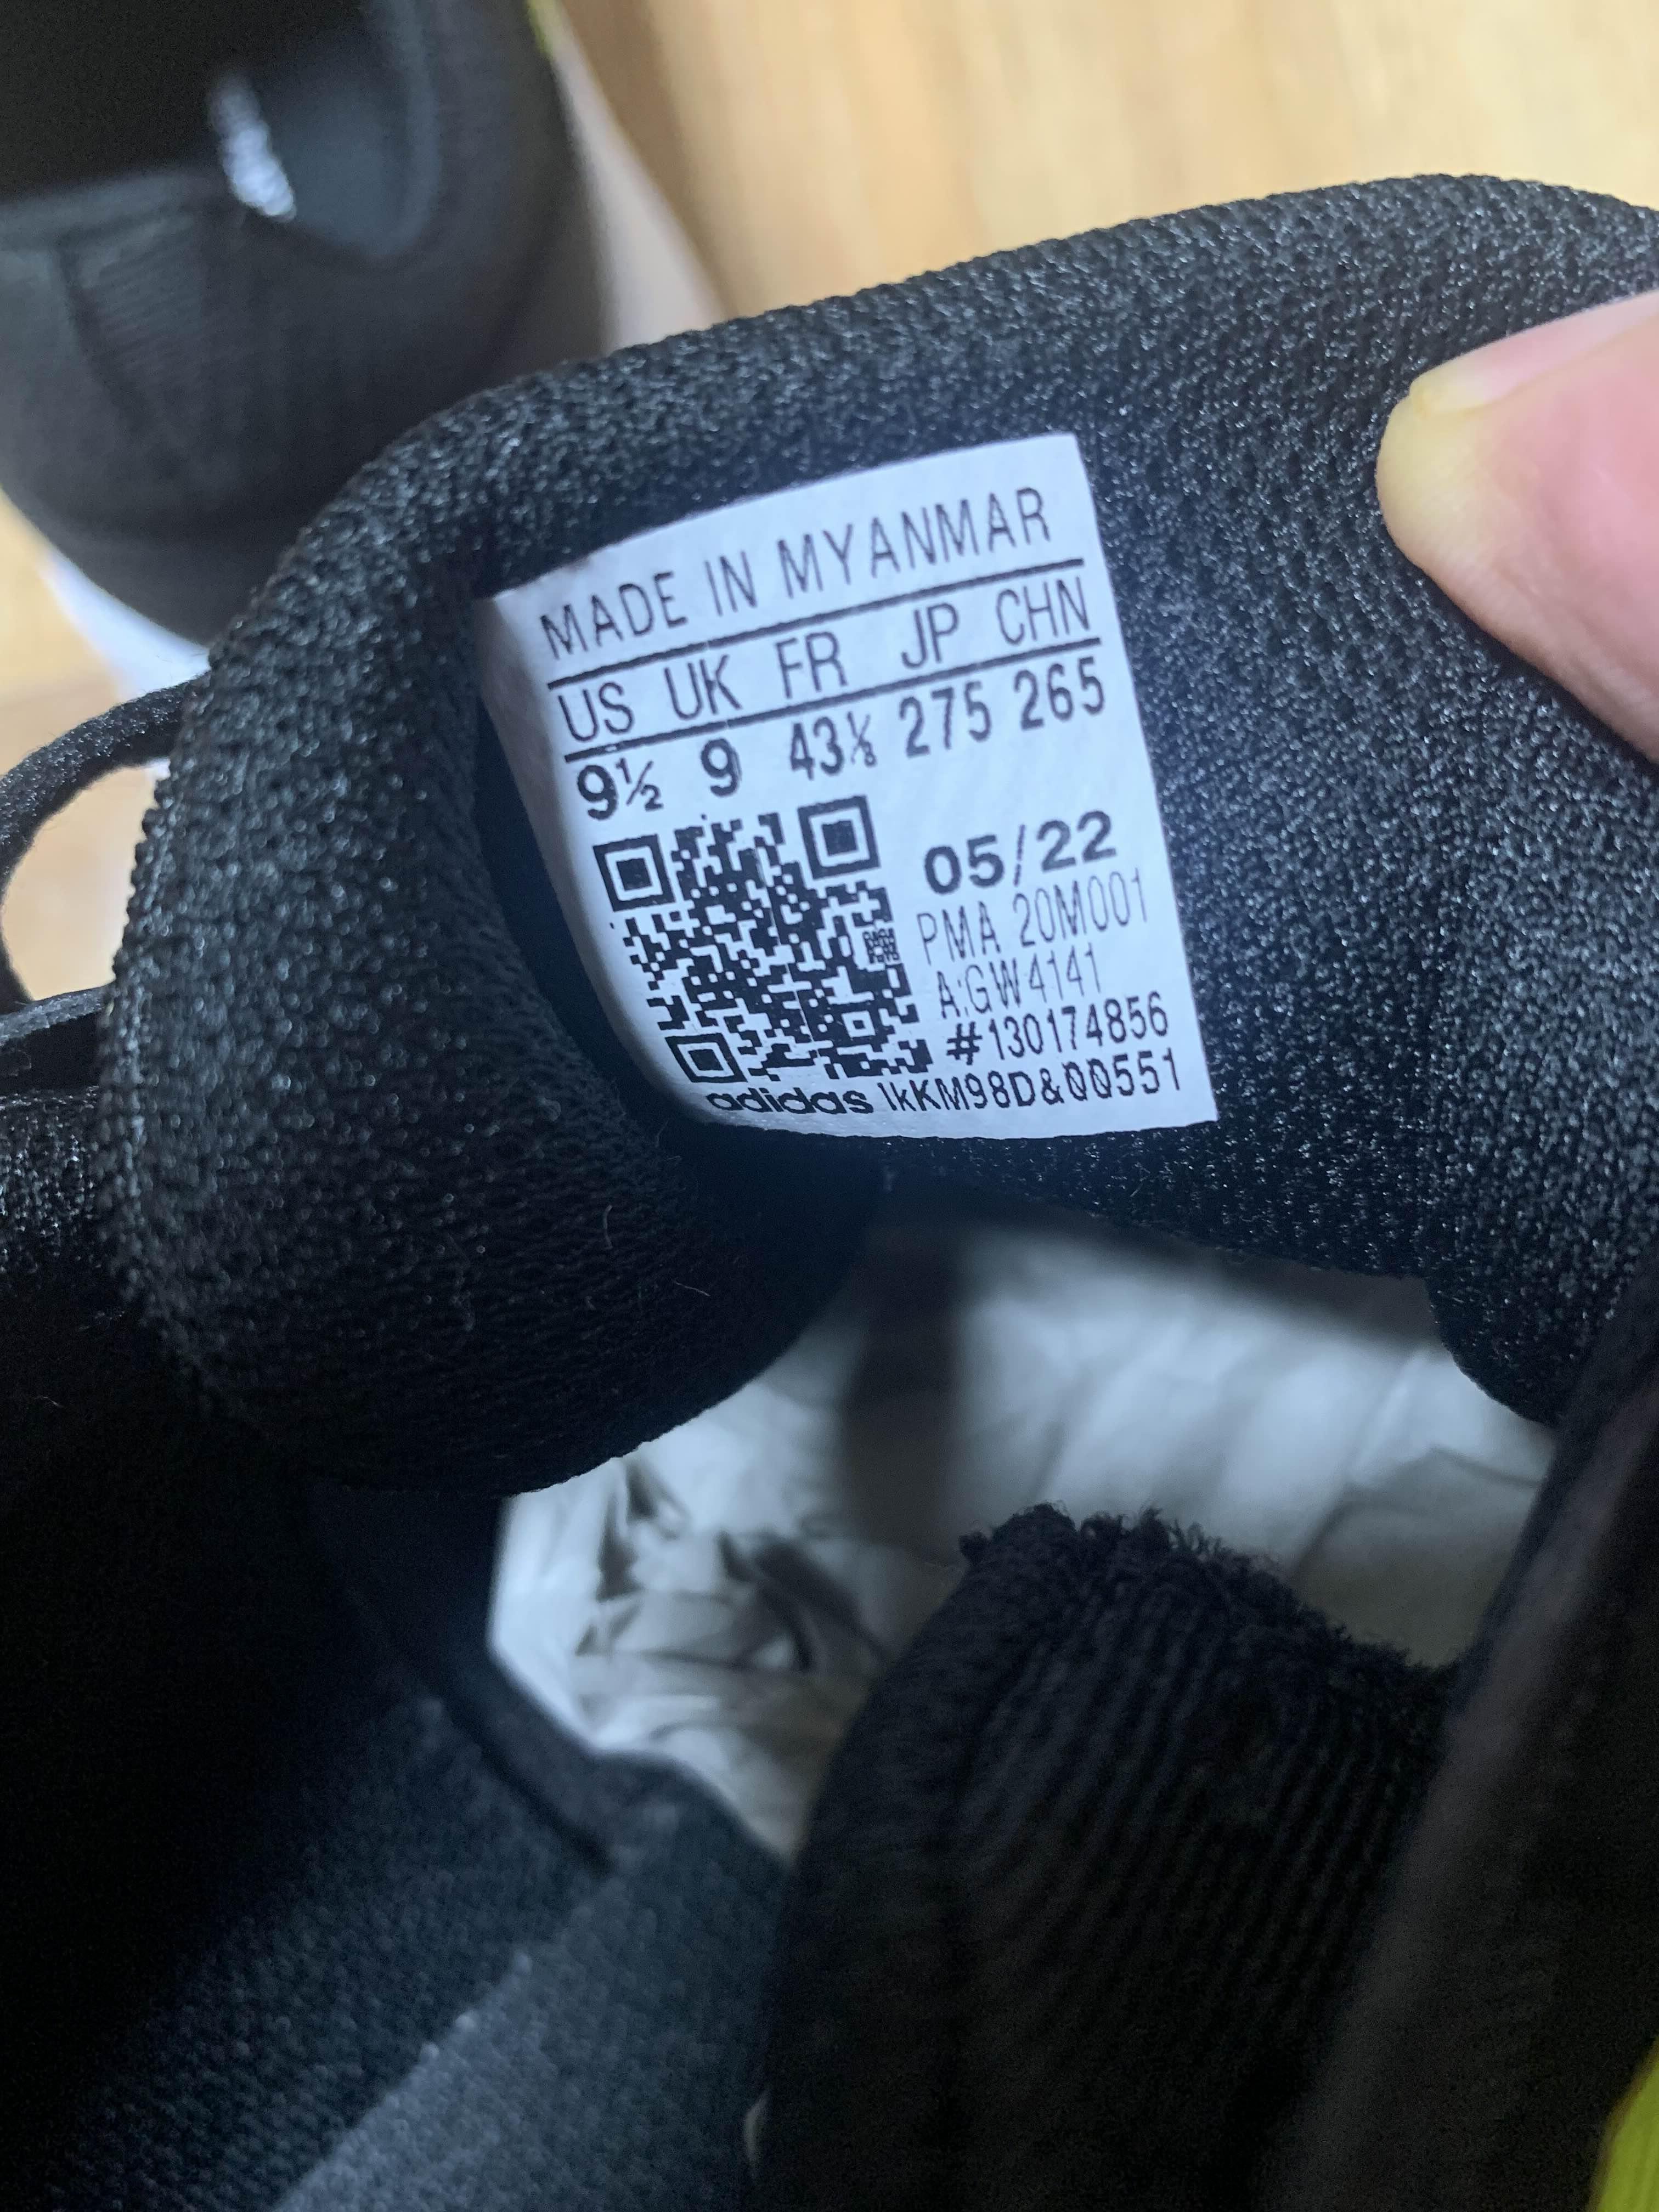 MADE IN MYANMAR
US UK FR JP CHN
9½ 9 43⅓ 275 265
05/22
PMA 20M001
A:GW4141
#130174856
adidas IkKM98D&00551